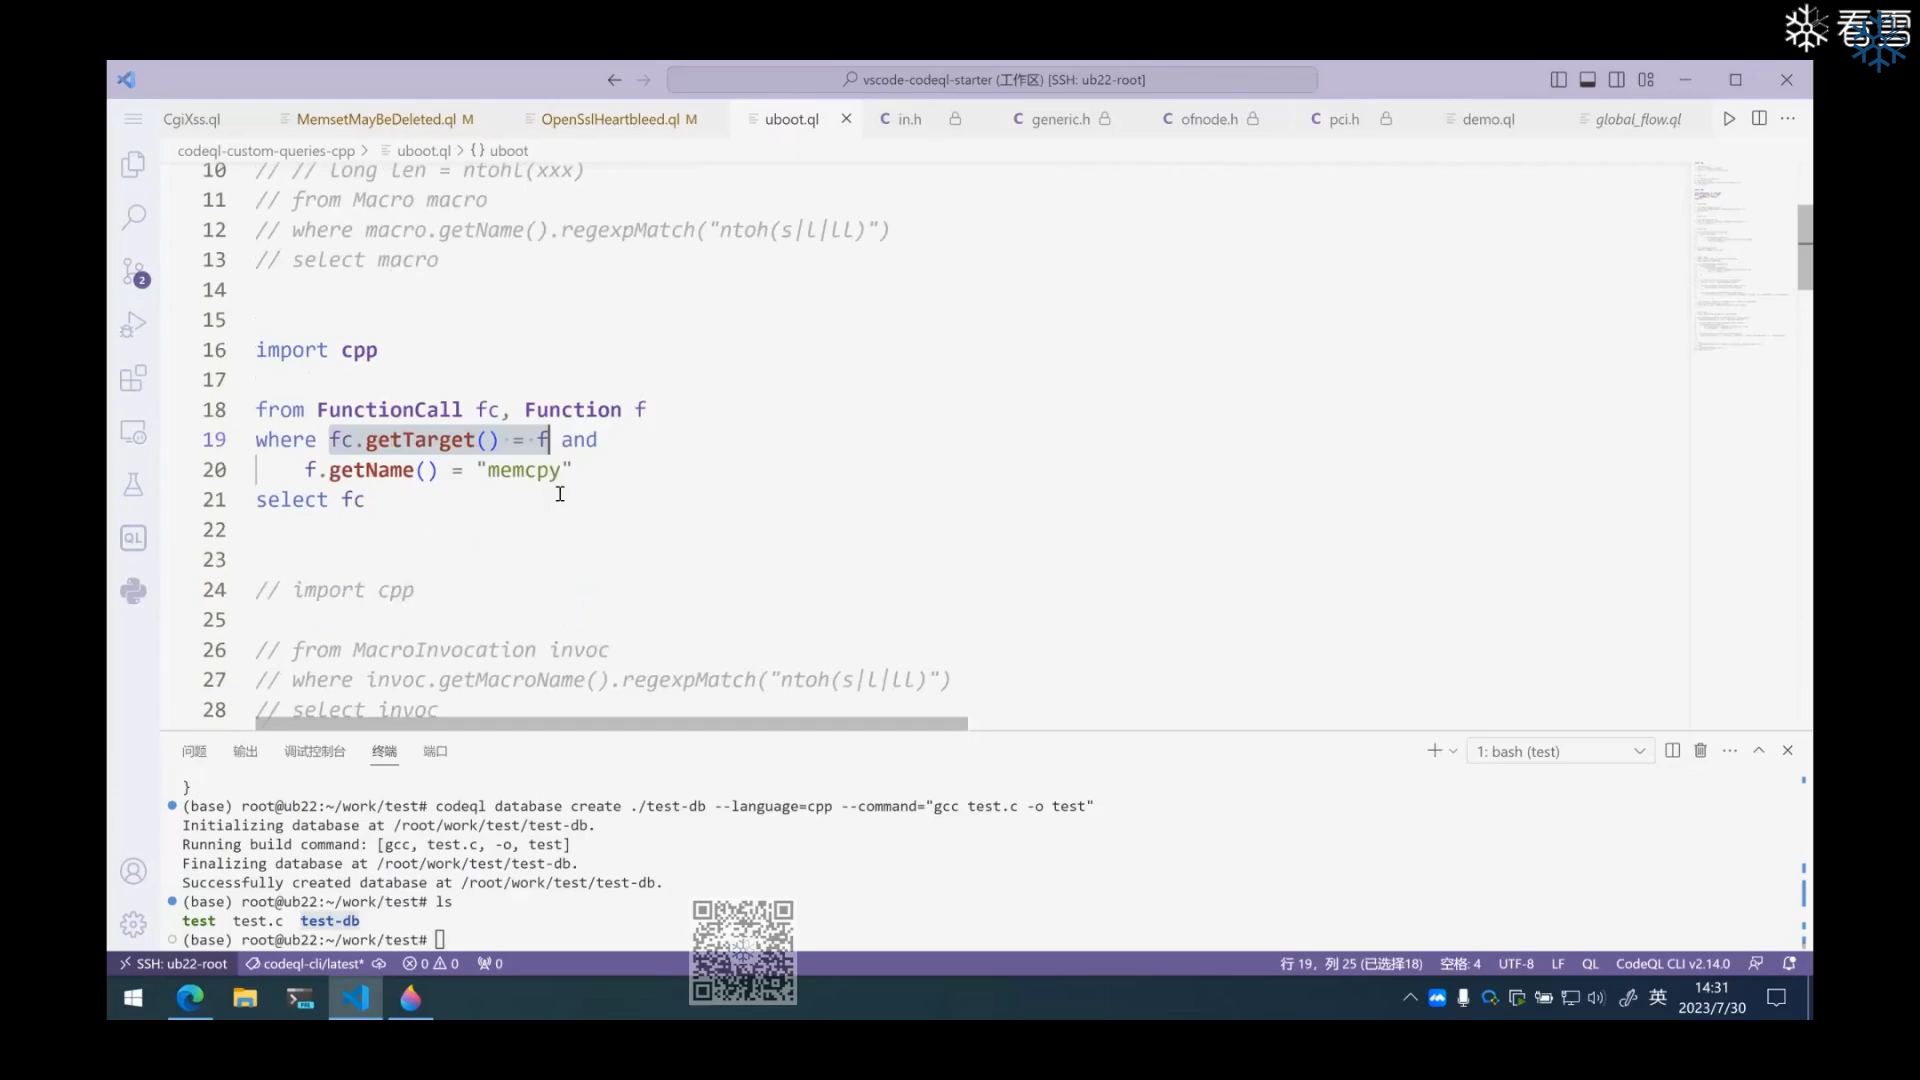 看雪
vscode-codeql-starter (工作区) [SSH: ub22-root]
CgiXss.ql MemsetMayBeDeleted.ql M OpenSslHeartbleed.ql M uboot.ql C in.h C generic.h C ofnode.h C pci.h demo.ql global_flow.ql
codeql-custom-queries-cpp > uboot.ql > {} uboot
10 // // long len = ntohl(xxx)
11 // from Macro macro
12 // where macro.getName().regexpMatch("ntoh(s|l|ll)")
13 // select macro
14
15
16 import cpp
17
18 from FunctionCall fc, Function f
19 where fc.getTarget() = f and
20 f.getName() = "memcpy"
21 select fc
22
23
24 // import cpp
25
26 // from MacroInvocation invoc
27 // where invoc.getMacroName().regexpMatch("ntoh(s|l|ll)")
28 // select invoc
2
QL
问题 输出 调试控制台 终端 端口
1: bash (test)
}
(base) root@ub22:~/work/test# codeql database create ./test-db --language=cpp --command="gcc test.c -o test"
Initializing database at /root/work/test/test-db.
Running build command: [gcc, test.c, -o, test]
Finalizing database at /root/work/test/test-db.
Successfully created database at /root/work/test/test-db.
(base) root@ub22:~/work/test# ls
test test.c test-db
(base) root@ub22:~/work/test#
SSH: ub22-root codeql-cli/latest* 0 0 0 行 19，列 25 (已选择18) 空格: 4 UTF-8 LF QL CodeQL CLI v2.14.0
英
14:31
2023/7/30